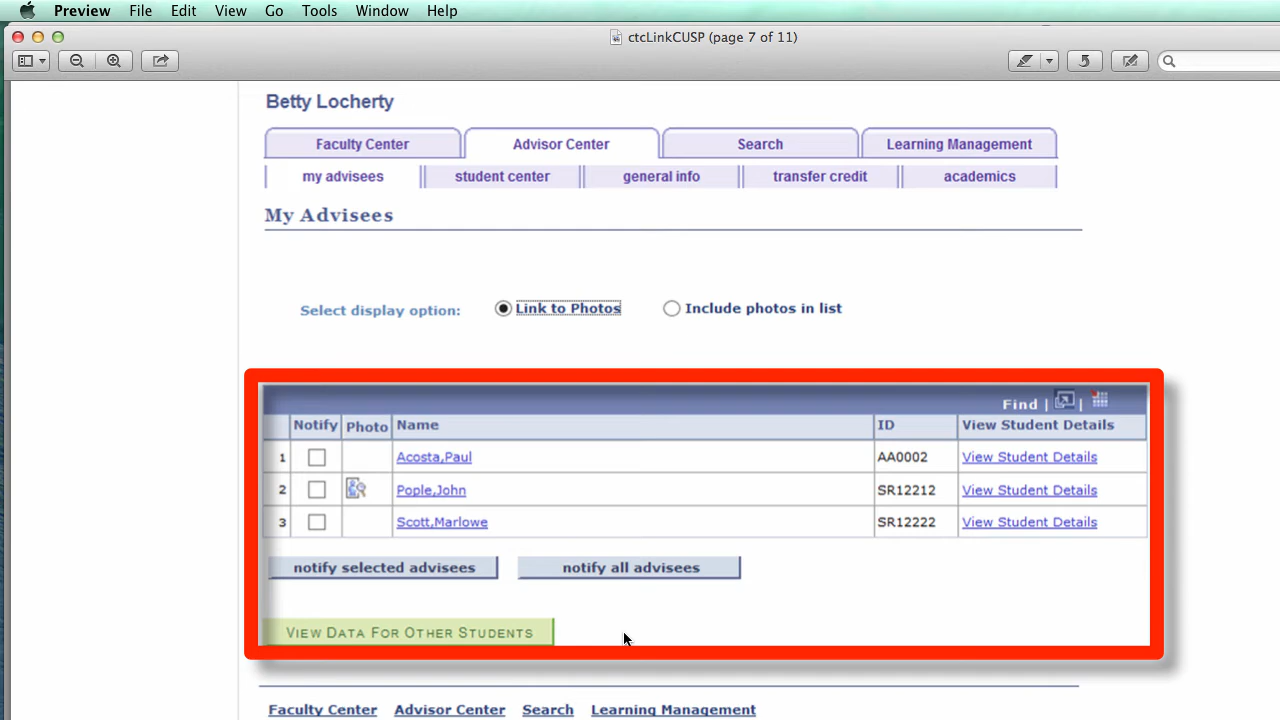 Preview File Edit View Go Tools Window Help
ctcLinkCUSP (page 7 of 11)
Betty Locherty
Faculty Center Advisor Center Search Learning Management
my advisees student center general info transfer credit academics
My Advisees
Select display option: Link to Photos Include photos in list
Find | |
Notify Photo Name ID View Student Details
1 Acosta,Paul AA0002 View Student Details
2 Pople,John SR12212 View Student Details
3 Scott,Marlowe SR12222 View Student Details
notify selected advisees notify all advisees
VIEW DATA FOR OTHER STUDENTS
Faculty Center Advisor Center Search Learning Management